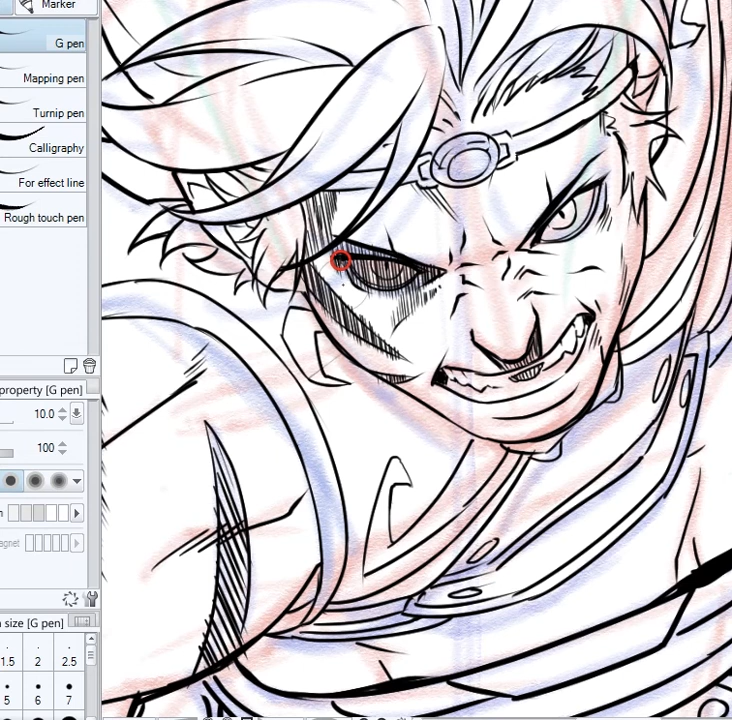 Marker
G pen
Mapping pen
Turnip pen
Calligraphy
For effect line
Rough touch pen
property [G pen]
10.0
100
size [G pen]
1.5 2 2.5
5 6 7